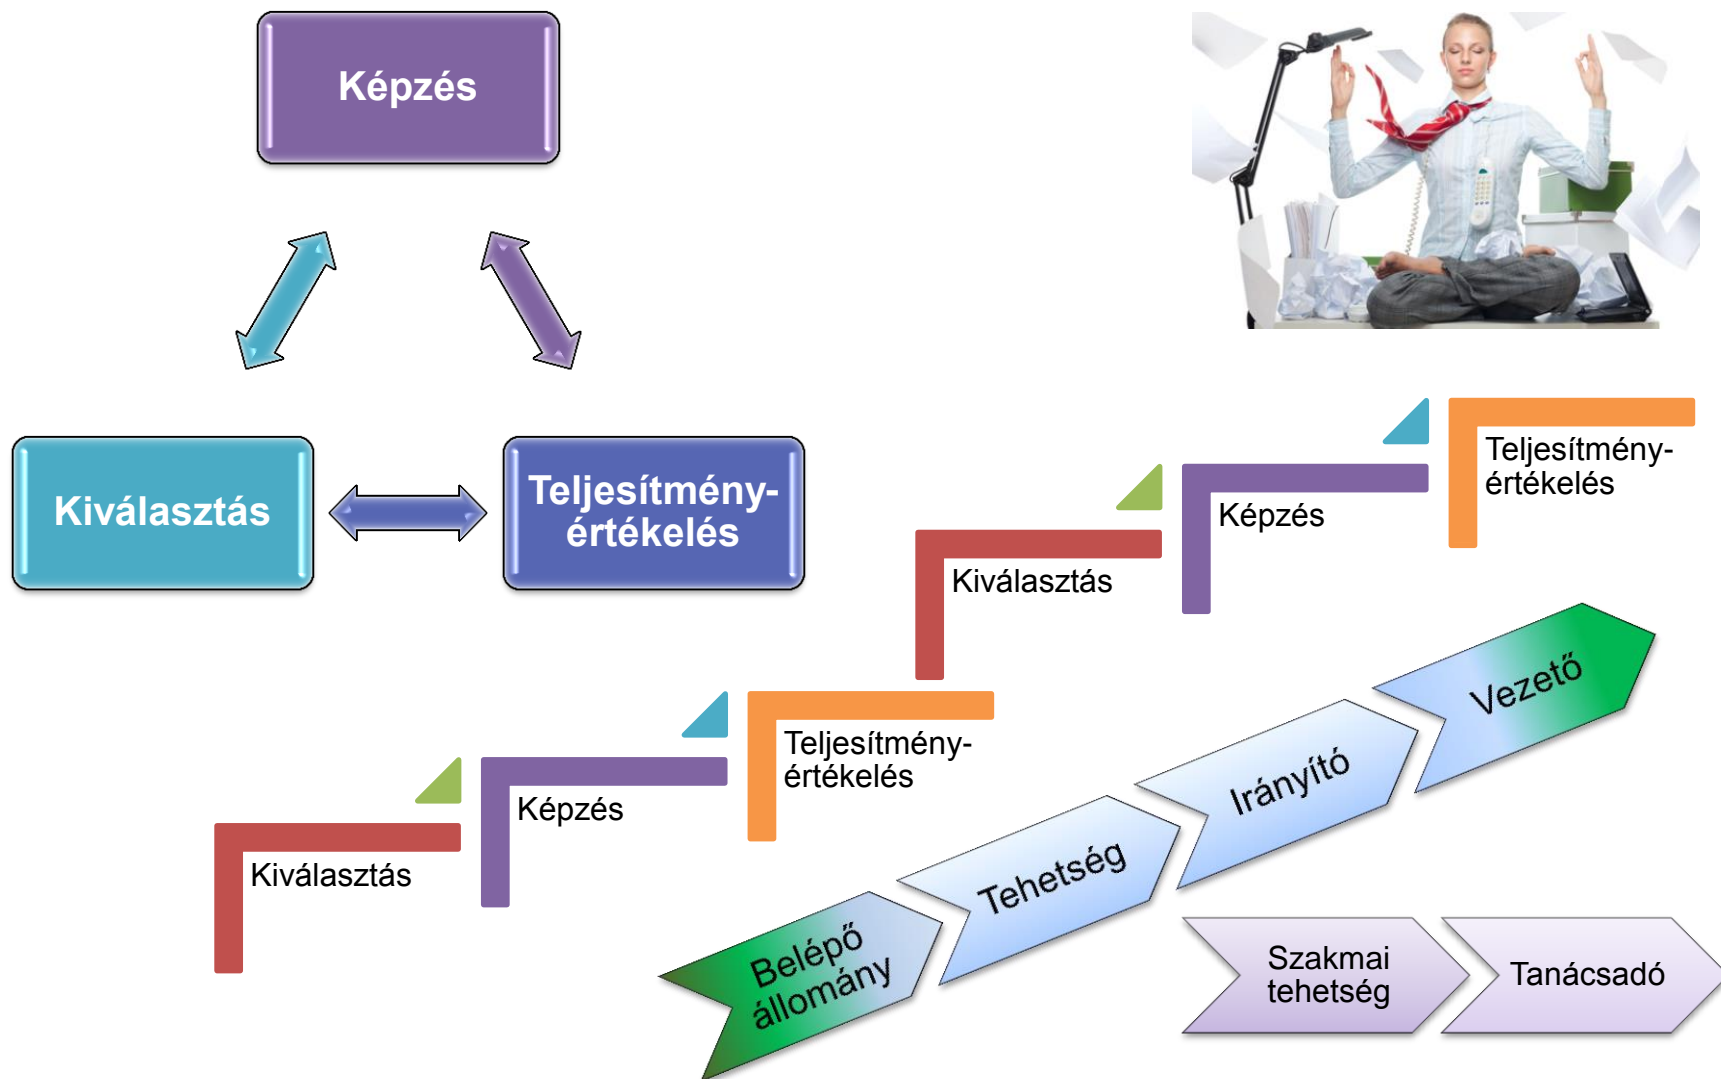 Képzés
Kiválasztás
Teljesítmény-
értékelés
Kiválasztás
Képzés
Teljesítmény-
értékelés
Kiválasztás
Képzés
Teljesítmény-
értékelés
Belépő
állomány
Tehetség
Irányító
Vezető
Szakmai
tehetség
Tanácsadó